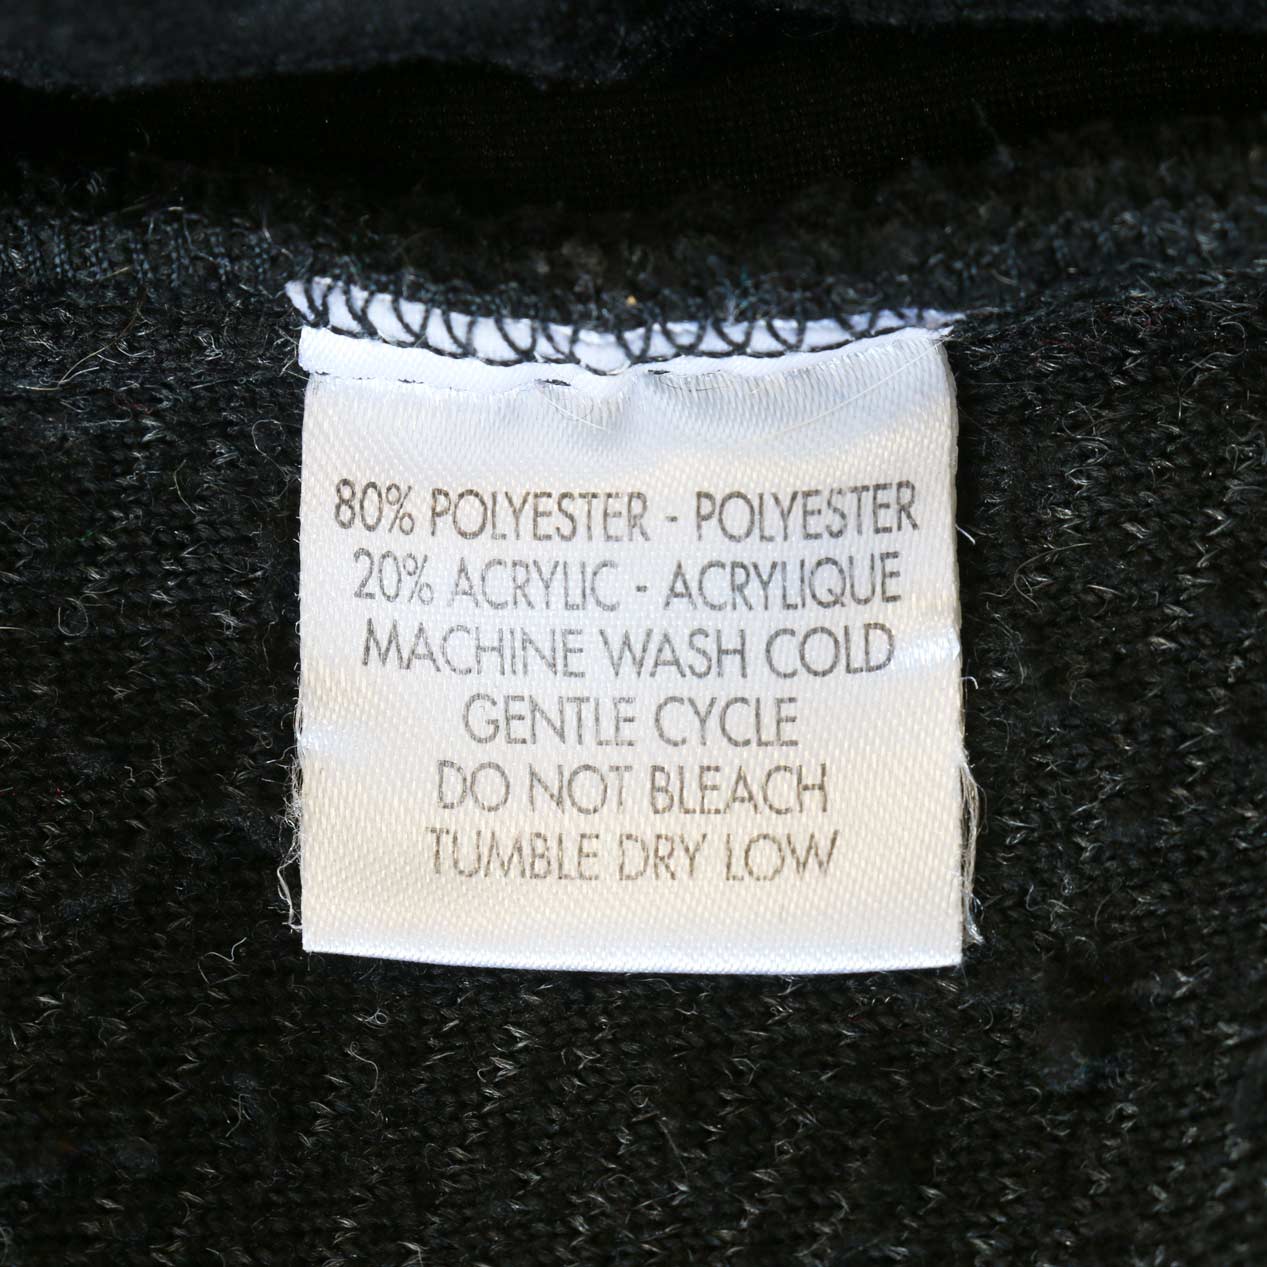 80% POLYESTER - POLYESTER
20% ACRYLIC - ACRYLIQUE
MACHINE WASH COLD
GENTLE CYCLE
DO NOT BLEACH
TUMBLE DRY LOW